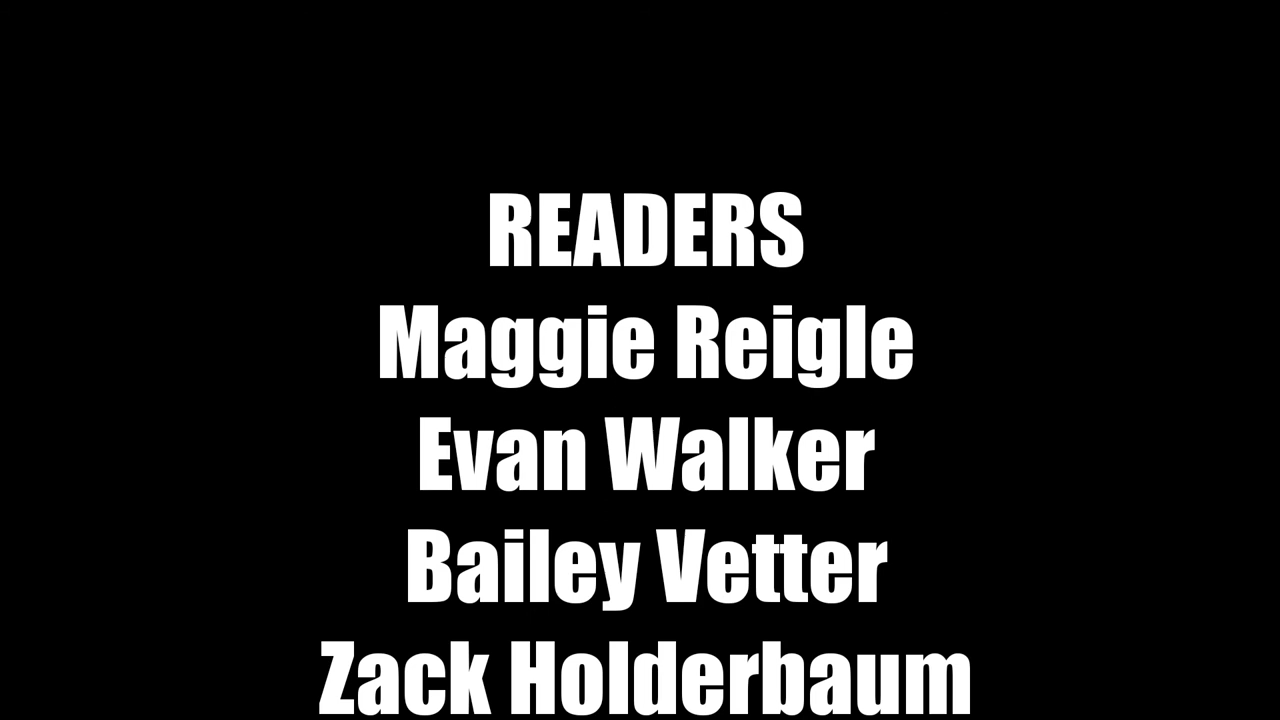 READERS
Maggie Reigle
Evan Walker
Bailey Vetter
Zack Holderbaum